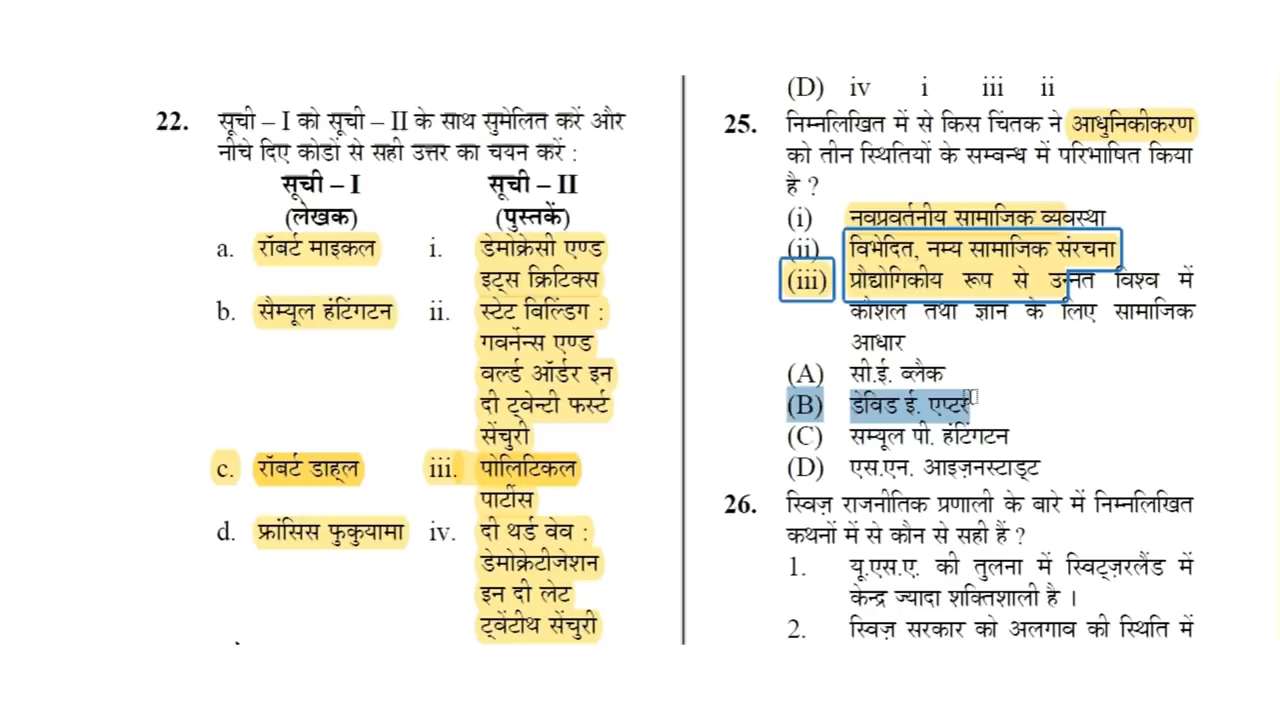 22. सूची – I को सूची – II के साथ सुमेलित करें और
नीचे दिए कोडों से सही उत्तर का चयन करें :
सूची – I सूची – II
(लेखक) (पुस्तकें)
a. रॉबर्ट माइकल i. डेमोक्रेसी एण्ड
इट्स क्रिटिक्स
b. सैम्यूल हंटिंगटन ii. स्टेट विल्डिंग :
गवर्नेन्स एण्ड
वर्ल्ड ऑर्डर इन
दी ट्वेन्टी फर्स्ट
सेंचुरी
c. रॉबर्ट डाह्ल iii. पोलिटिकल
पार्टीस
d. फ्रांसिस फुकुयामा iv. दी थर्ड वेव :
डेमोक्रेटीजेशन
इन दी लेट
ट्वेंटीथ सेंचुरी
(D) iv i iii ii
25. निम्नलिखित में से किस चिंतक ने आधुनिकीकरण
को तीन स्थितियों के सम्बन्ध में परिभाषित किया
है ?
(i) नवप्रवर्तनीय सामाजिक व्यवस्था
(ii) विभेदित, नम्य सामाजिक संरचना
(iii) प्रौद्योगिकीय रूप से उन्नत विश्व में
कौशल तथा ज्ञान के लिए सामाजिक
आधार
(A) सी.ई. ब्लैक
(B) डेविड ई. एप्टर
(C) सम्यूल पी. हंटिंगटन
(D) एस.एन. आइज़नस्टाड्ट
26. स्विज़ राजनीतिक प्रणाली के बारे में निम्नलिखित
कथनों में से कौन से सही हैं ?
1. यू.एस.ए. की तुलना में स्विट्ज़रलैंड में
केन्द्र ज्यादा शक्तिशाली है ।
2. स्विज़ सरकार को अलगाव की स्थिति में